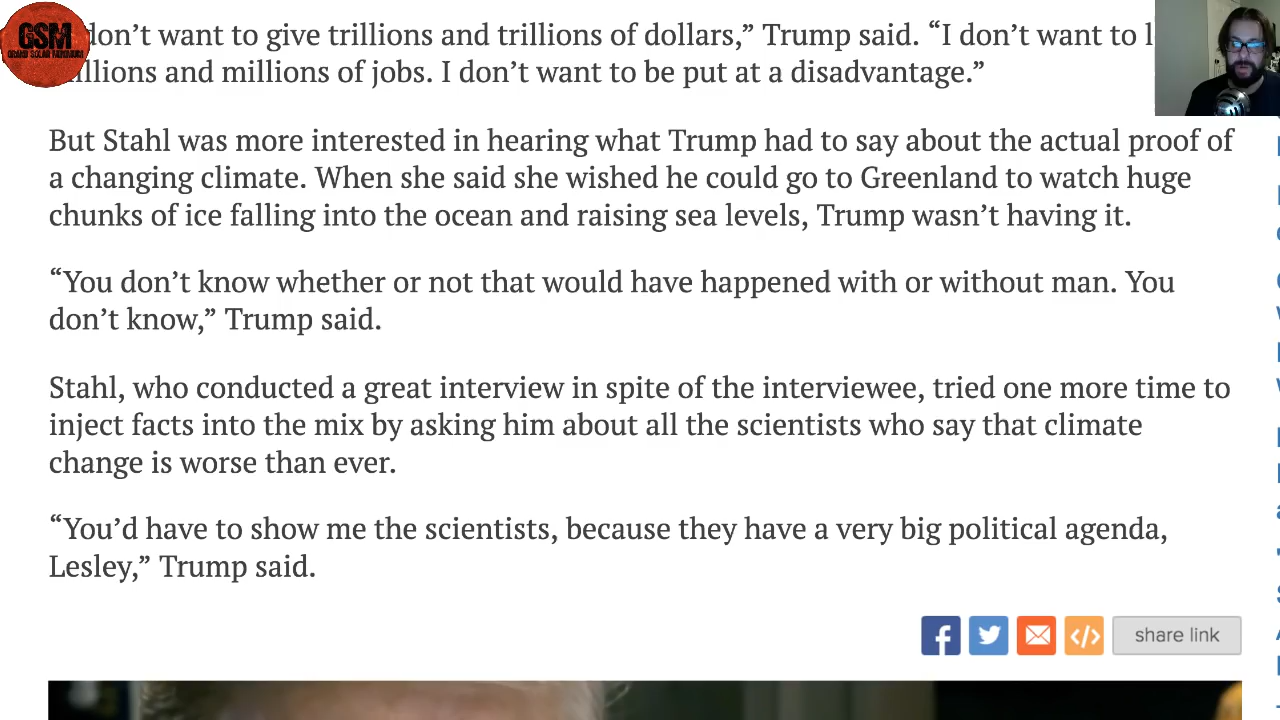 GSM
GRAND SOLAR MINIMUM
don’t want to give trillions and trillions of dollars,” Trump said. “I don’t want to
and millions of jobs. I don’t want to be put at a disadvantage.”
But Stahl was more interested in hearing what Trump had to say about the actual proof of
a changing climate. When she said she wished he could go to Greenland to watch huge
chunks of ice falling into the ocean and raising sea levels, Trump wasn’t having it.
“You don’t know whether or not that would have happened with or without man. You
don’t know,” Trump said.
Stahl, who conducted a great interview in spite of the interviewee, tried one more time to
inject facts into the mix by asking him about all the scientists who say that climate
change is worse than ever.
“You’d have to show me the scientists, because they have a very big political agenda,
Lesley,” Trump said.
share link